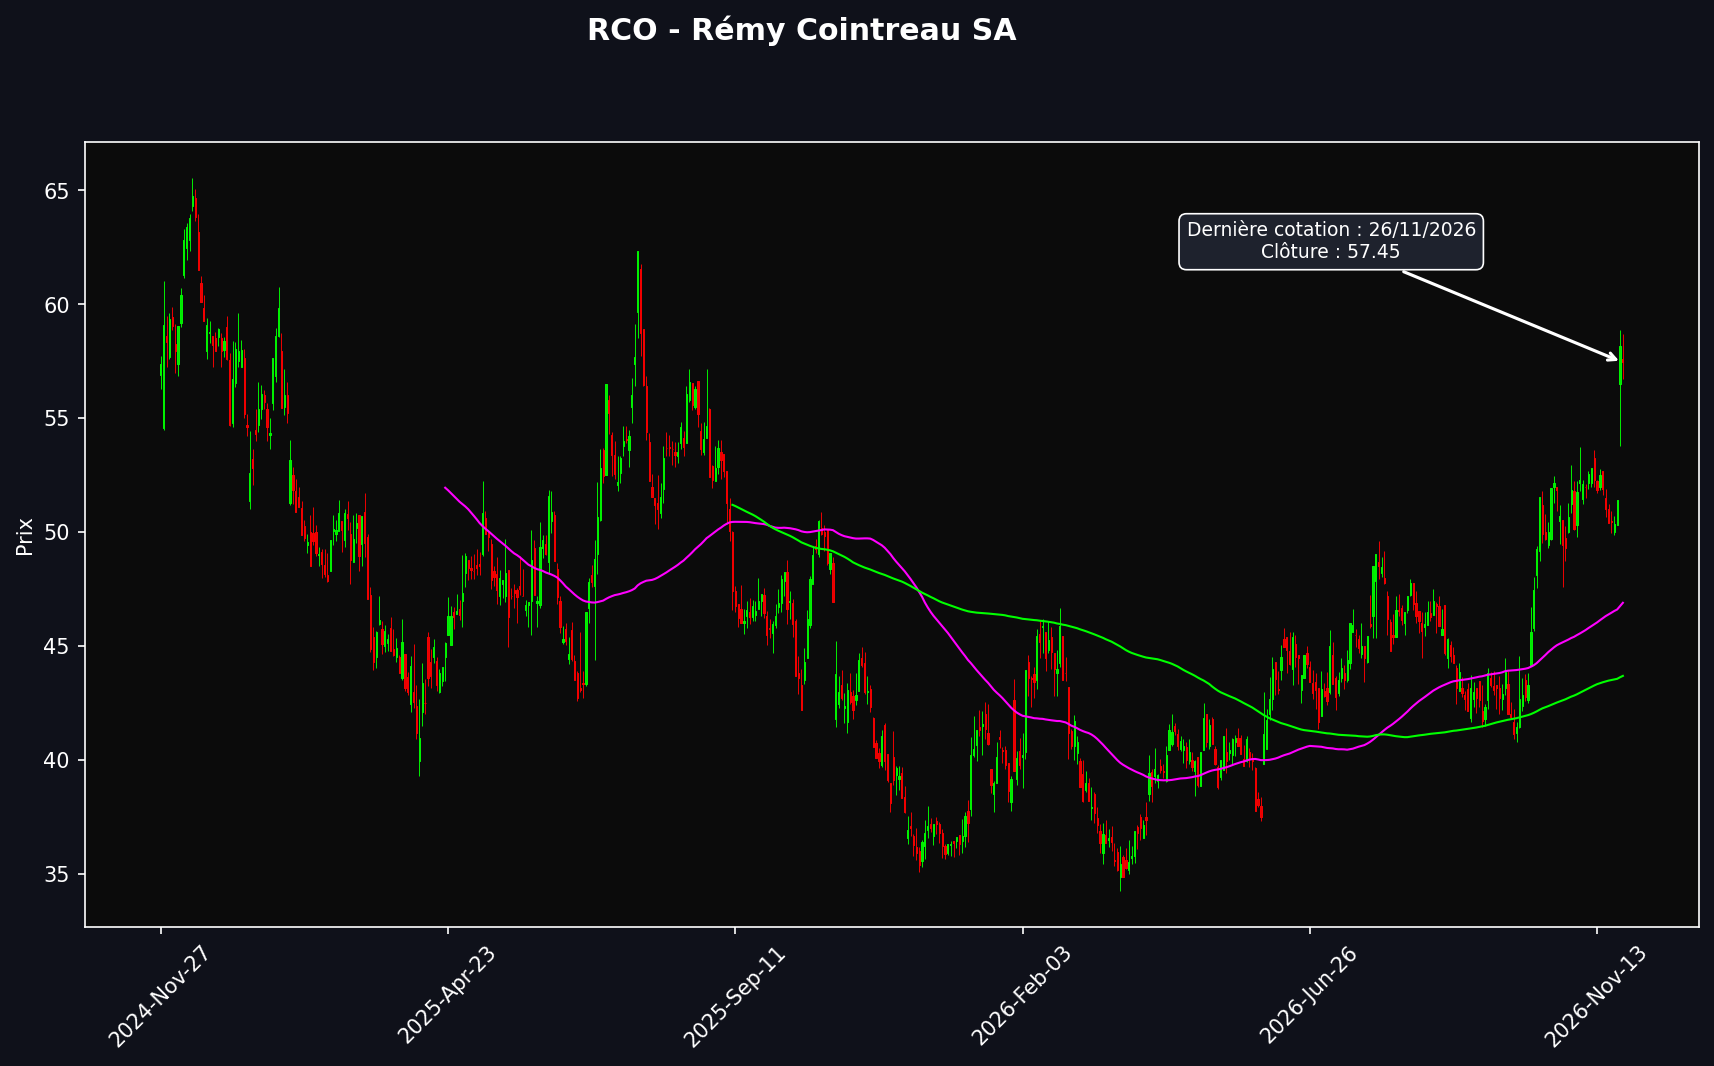 RCO - Rémy Cointreau SA
65
60
55
50
45
40
35
Prix
Dernière cotation : 26/11/2026
Clôture : 57.45
2024-Nov-27
2025-Apr-23
2025-Sep-11
2026-Feb-03
2026-Jun-26
2026-Nov-13